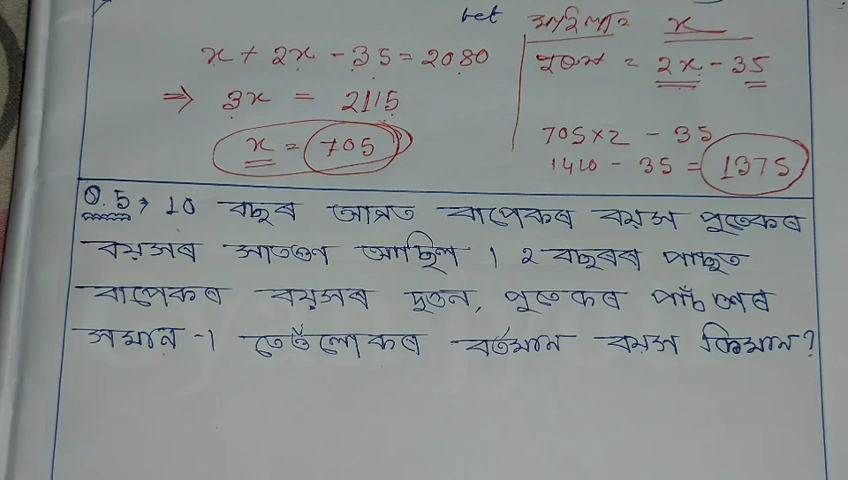 let মাহিলা = x
x + 2x - 35 = 2080
পুৰুষ = 2x - 35
⇒ 3x = 2115
x = 705
705 x 2 - 35
1410 - 35 = 1375
Q.5→ 10 বছৰ আগত বাপেকৰ বয়স পুতেকৰ
বয়সৰ সাতগুন আছিল । 2 বছৰৰ পাছত
বাপেকৰ বয়সৰ দুগুন, পুতেকৰ পাঁচ গুণৰ
সমান -। তেওঁলোকৰ বৰ্তমান বয়স কিমান?